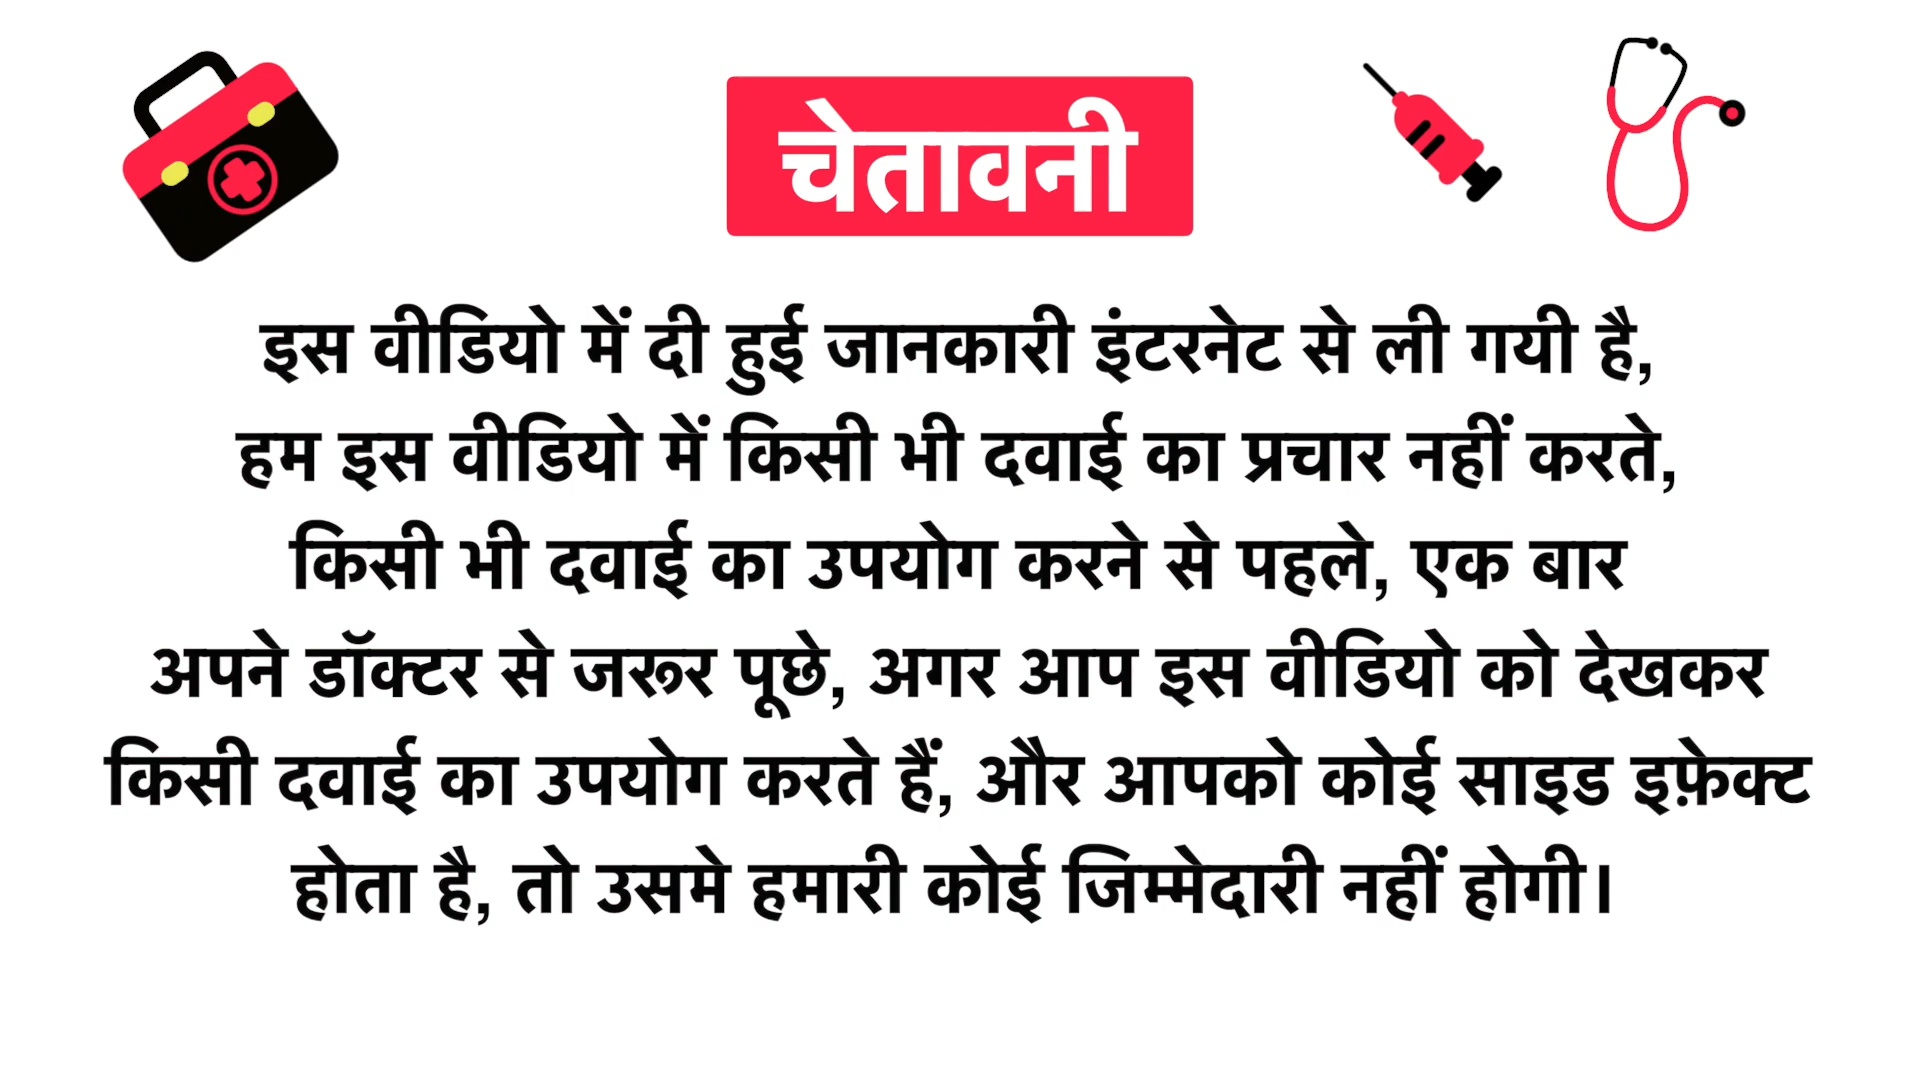 चेतावनी
इस वीडियो में दी हुई जानकारी इंटरनेट से ली गयी है,
हम इस वीडियो में किसी भी दवाई का प्रचार नहीं करते,
किसी भी दवाई का उपयोग करने से पहले, एक बार
अपने डॉक्टर से जरूर पूछे, अगर आप इस वीडियो को देखकर
किसी दवाई का उपयोग करते हैं, और आपको कोई साइड इफ़ेक्ट
होता है, तो उसमे हमारी कोई जिम्मेदारी नहीं होगी।